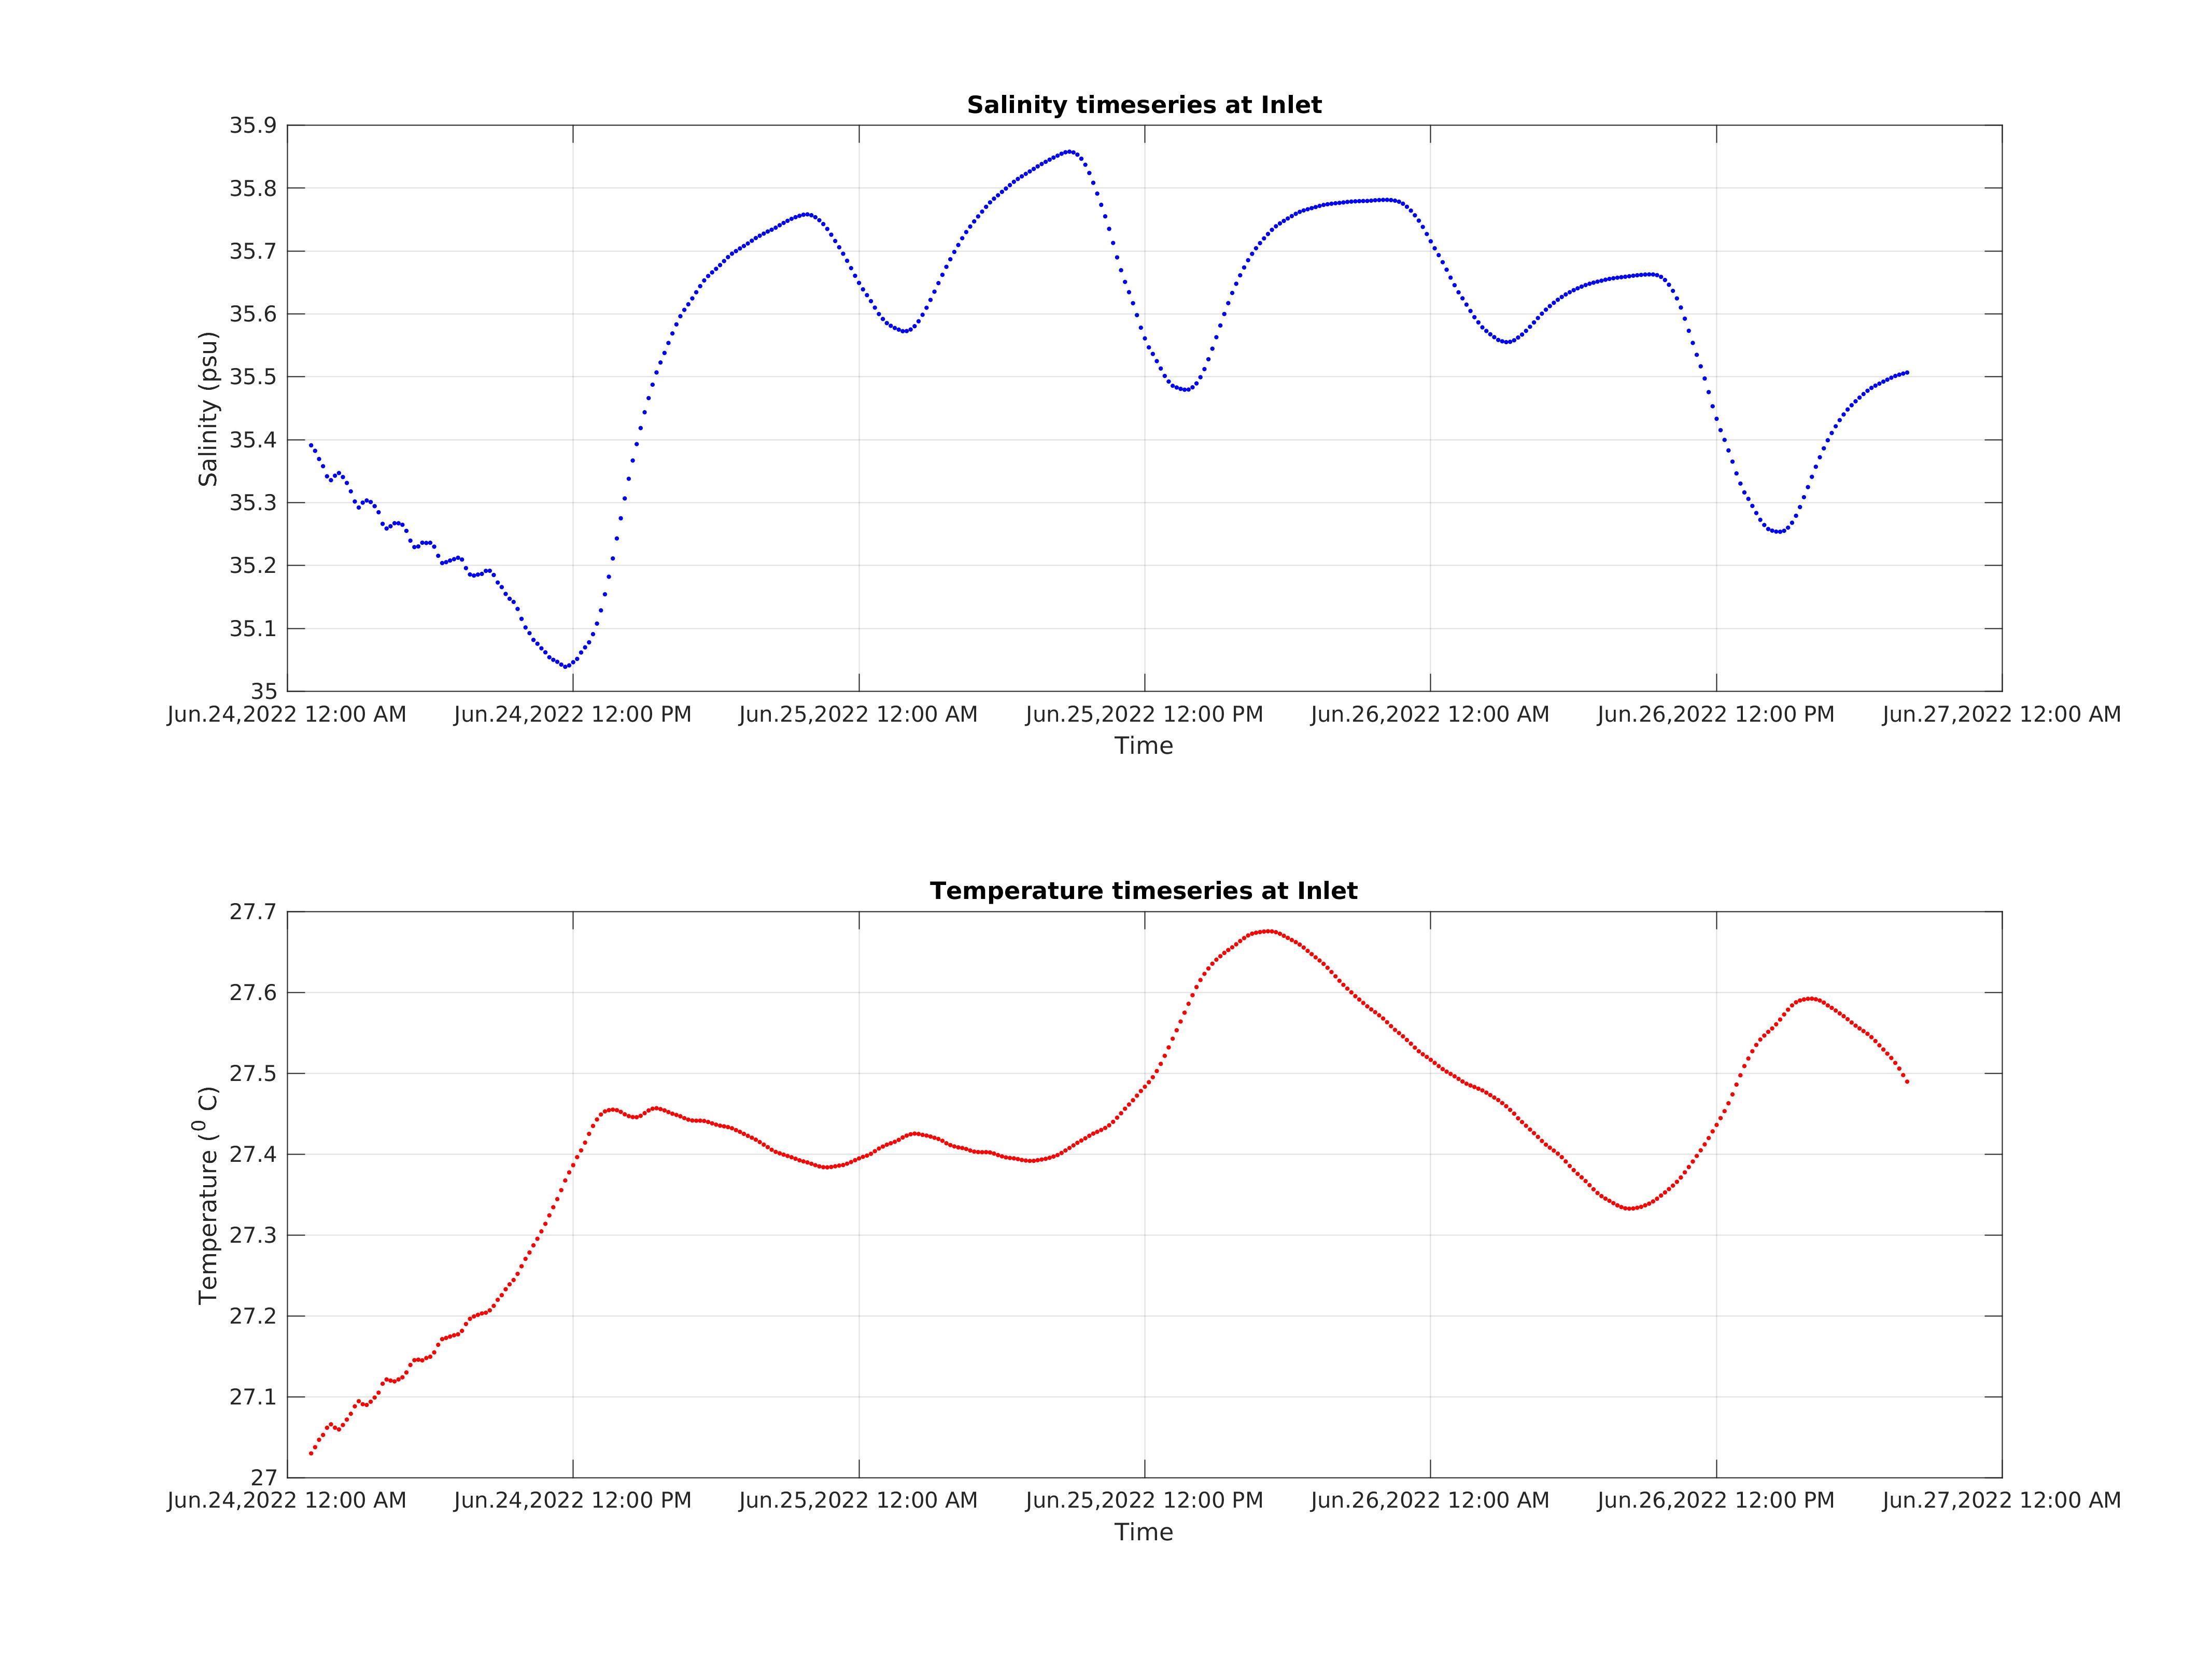 Salinity timeseries at Inlet
35.9
35.8
35.7
35.6
35.5
35.4
35.3
35.2
35.1
35
Salinity (psu)
Jun.24,2022 12:00 AM Jun.24,2022 12:00 PM Jun.25,2022 12:00 AM Jun.25,2022 12:00 PM Jun.26,2022 12:00 AM Jun.26,2022 12:00 PM Jun.27,2022 12:00 AM
Time
Temperature timeseries at Inlet
27.7
27.6
27.5
27.4
27.3
27.2
27.1
27
Temperature (⁰ C)
Jun.24,2022 12:00 AM Jun.24,2022 12:00 PM Jun.25,2022 12:00 AM Jun.25,2022 12:00 PM Jun.26,2022 12:00 AM Jun.26,2022 12:00 PM Jun.27,2022 12:00 AM
Time